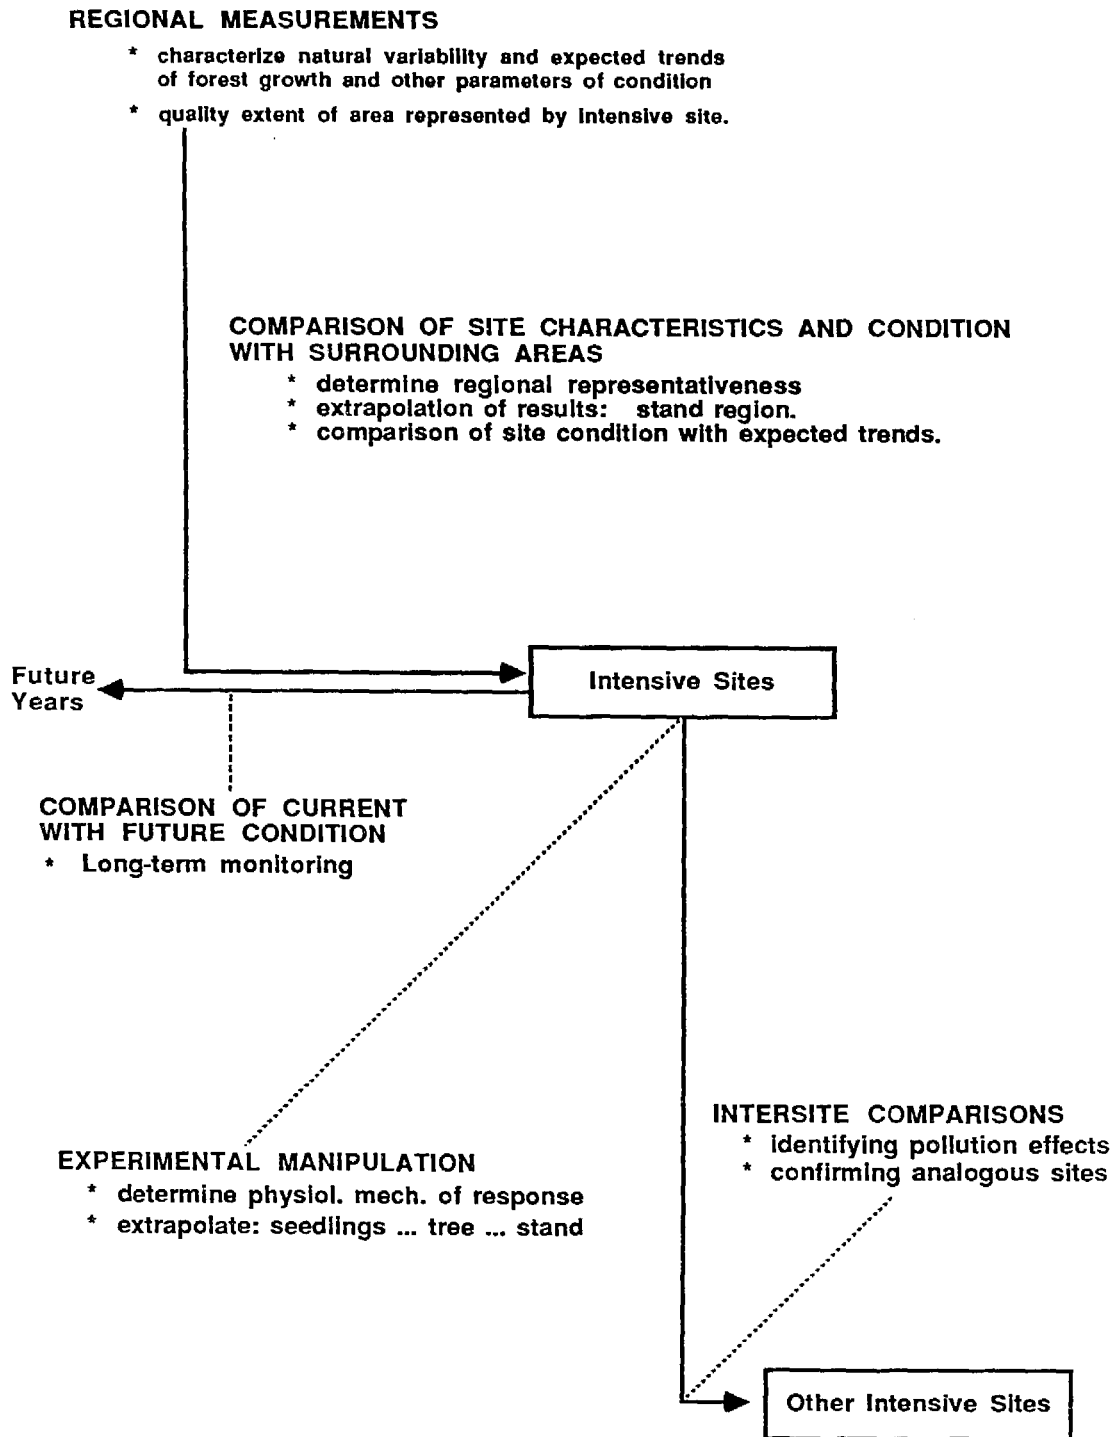 REGIONAL MEASUREMENTS
* characterize natural variability and expected trends
of forest growth and other parameters of condition
* quality extent of area represented by intensive site.
COMPARISON OF SITE CHARACTERISTICS AND CONDITION
WITH SURROUNDING AREAS
* determine regional representativeness
* extrapolation of results: stand region.
* comparison of site condition with expected trends.
Future
Years
Intensive Sites
COMPARISON OF CURRENT
WITH FUTURE CONDITION
* Long-term monitoring
INTERSITE COMPARISONS
* identifying pollution effects
* confirming analogous sites
EXPERIMENTAL MANIPULATION
* determine physiol. mech. of response
* extrapolate: seedlings ... tree ... stand
Other Intensive Sites